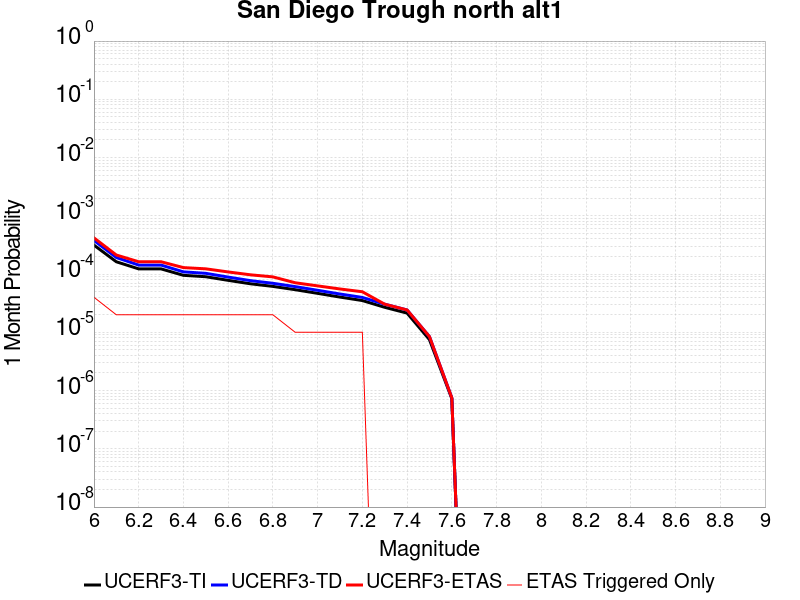 San Diego Trough north alt1
10^0
10^-1
10^-2
10^-3
10^-4
10^-5
10^-6
10^-7
10^-8
1 Month Probability
6 6.2 6.4 6.6 6.8 7 7.2 7.4 7.6 7.8 8 8.2 8.4 8.6 8.8 9
Magnitude
UCERF3-TI UCERF3-TD UCERF3-ETAS ETAS Triggered Only